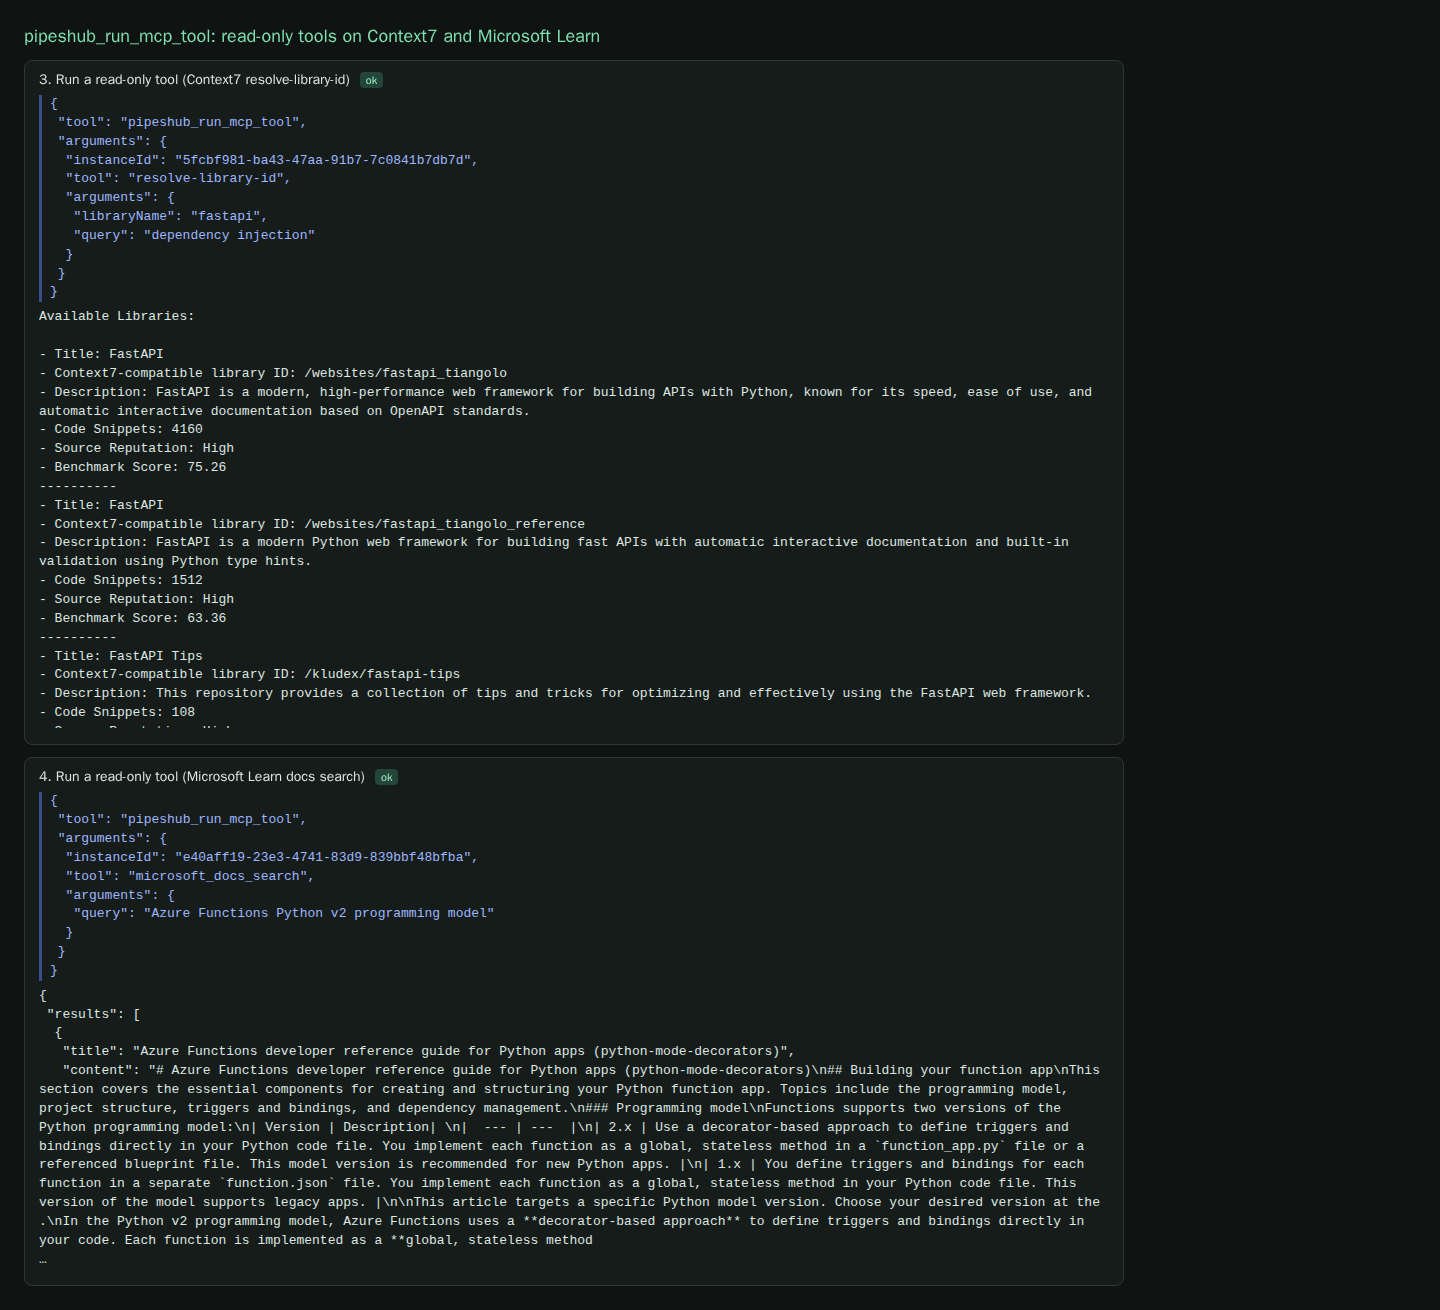 pipeshub_run_mcp_tool: read-only tools on Context7 and Microsoft Learn
3. Run a read-only tool (Context7 resolve-library-id) ok
{
"tool": "pipeshub_run_mcp_tool",
"arguments": {
"instanceId": "5fcbf981-ba43-47aa-91b7-7c0841b7db7d",
"tool": "resolve-library-id",
"arguments": {
"libraryName": "fastapi",
"query": "dependency injection"
}
}
}
Available Libraries:
- Title: FastAPI
- Context7-compatible library ID: /websites/fastapi_tiangolo
- Description: FastAPI is a modern, high-performance web framework for building APIs with Python, known for its speed, ease of use, and
automatic interactive documentation based on OpenAPI standards.
- Code Snippets: 4160
- Source Reputation: High
- Benchmark Score: 75.26
----------
- Title: FastAPI
- Context7-compatible library ID: /websites/fastapi_tiangolo_reference
- Description: FastAPI is a modern Python web framework for building fast APIs with automatic interactive documentation and built-in
validation using Python type hints.
- Code Snippets: 1512
- Source Reputation: High
- Benchmark Score: 63.36
----------
- Title: FastAPI Tips
- Context7-compatible library ID: /kludex/fastapi-tips
- Description: This repository provides a collection of tips and tricks for optimizing and effectively using the FastAPI web framework.
- Code Snippets: 108
4. Run a read-only tool (Microsoft Learn docs search) ok
{
"tool": "pipeshub_run_mcp_tool",
"arguments": {
"instanceId": "e40aff19-23e3-4741-83d9-839bbf48bfba",
"tool": "microsoft_docs_search",
"arguments": {
"query": "Azure Functions Python v2 programming model"
}
}
}
{
"results": [
{
"title": "Azure Functions developer reference guide for Python apps (python-mode-decorators)",
"content": "# Azure Functions developer reference guide for Python apps (python-mode-decorators)\n## Building your function app\nThis
section covers the essential components for creating and structuring your Python function app. Topics include the programming model,
project structure, triggers and bindings, and dependency management.\n### Programming model\nFunctions supports two versions of the
Python programming model:\n| Version | Description| \n|  --- | ---  |\n| 2.x | Use a decorator-based approach to define triggers and
bindings directly in your Python code file. You implement each function as a global, stateless method in a `function_app.py` file or a
referenced blueprint file. This model version is recommended for new Python apps. |\n| 1.x | You define triggers and bindings for each
function in a separate `function.json` file. You implement each function as a global, stateless method in your Python code file. This
version of the model supports legacy apps. |\n\nThis article targets a specific Python model version. Choose your desired version at the
.\nIn the Python v2 programming model, Azure Functions uses a **decorator-based approach** to define triggers and bindings directly in
your code. Each function is implemented as a **global, stateless method
…